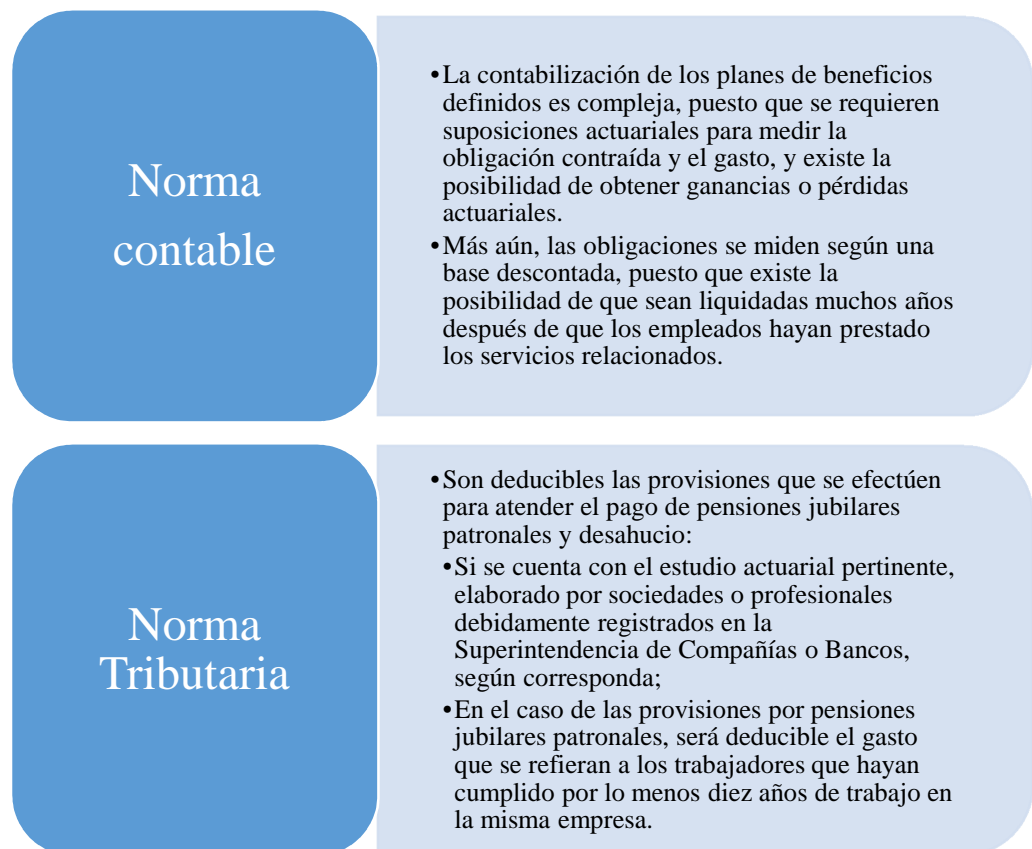 Norma
contable
•La contabilización de los planes de beneficios
definidos es compleja, puesto que se requieren
suposiciones actuariales para medir la
obligación contraída y el gasto, y existe la
posibilidad de obtener ganancias o pérdidas
actuariales.
•Más aún, las obligaciones se miden según una
base descontada, puesto que existe la
posibilidad de que sean liquidadas muchos años
después de que los empleados hayan prestado
los servicios relacionados.
Norma
Tributaria
•Son deducibles las provisiones que se efectúen
para atender el pago de pensiones jubilares
patronales y desahucio:
•Si se cuenta con el estudio actuarial pertinente,
elaborado por sociedades o profesionales
debidamente registrados en la
Superintendencia de Compañías o Bancos,
según corresponda;
•En el caso de las provisiones por pensiones
jubilares patronales, será deducible el gasto
que se refieran a los trabajadores que hayan
cumplido por lo menos diez años de trabajo en
la misma empresa.